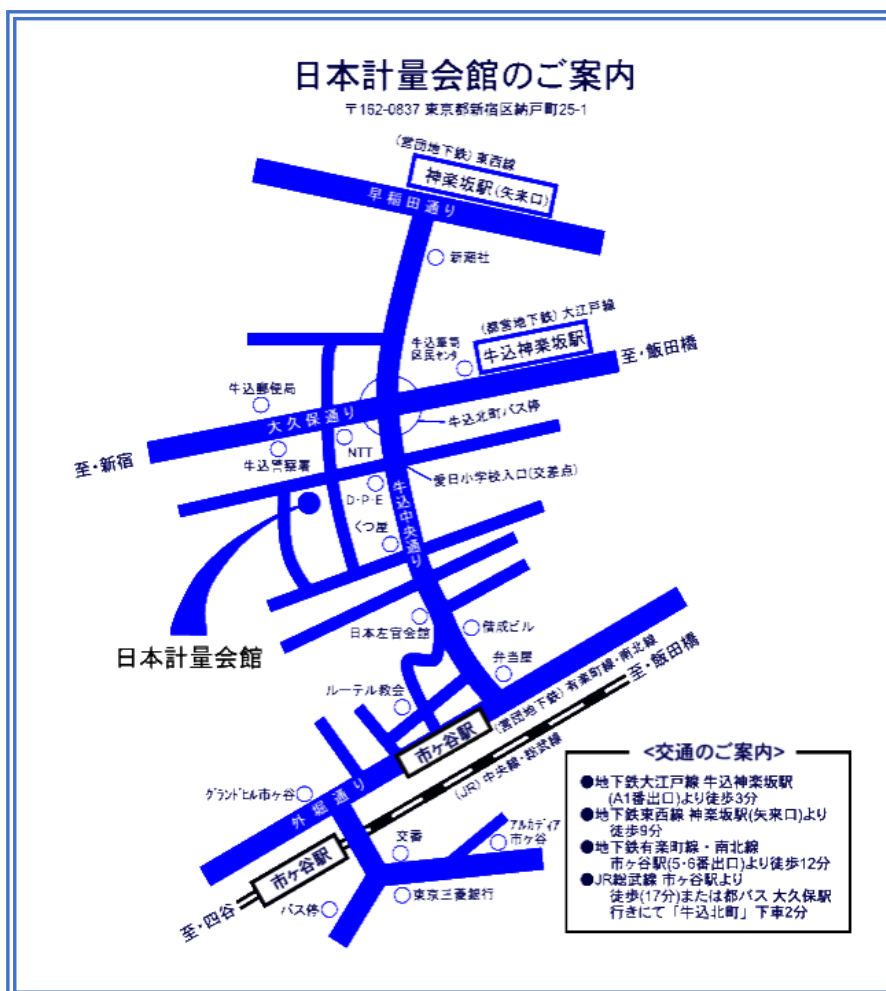 日本計量会館のご案内
〒162-0837 東京都新宿区納戸町25-1
(営団地下鉄) 東西線
神楽坂駅(矢来口)
早稲田通り
新潮社
(都営地下鉄) 大江戸線
牛込神楽坂駅
牛込箪笥
区民センタ
至・飯田橋
牛込郵便局
大久保通り
牛込北町バス停
至・新宿
牛込警察署
NTT
愛日小学校入口(交差点)
D・P・E
牛込中央通り
くつ屋
日本計量会館
日本左官会館
偕成ビル
弁当屋
至・飯田橋
ルーテル教会
(営団地下鉄) 有楽町線・南北線
市ヶ谷駅
(JR) 中央線・総武線
グランドヒル市ヶ谷
外堀通り
交番
アルカディア
市ヶ谷
市ヶ谷駅
至・四谷
バス停
東京三菱銀行
<交通のご案内>
●地下鉄大江戸線 牛込神楽坂駅
(A1番出口)より徒歩3分
●地下鉄東西線 神楽坂駅(矢来口)より
徒歩9分
●地下鉄有楽町線・南北線
市ヶ谷駅(5・6番出口)より徒歩12分
●JR総武線 市ヶ谷駅より
徒歩(17分)または都バス 大久保駅
行きにて「牛込北町」下車2分